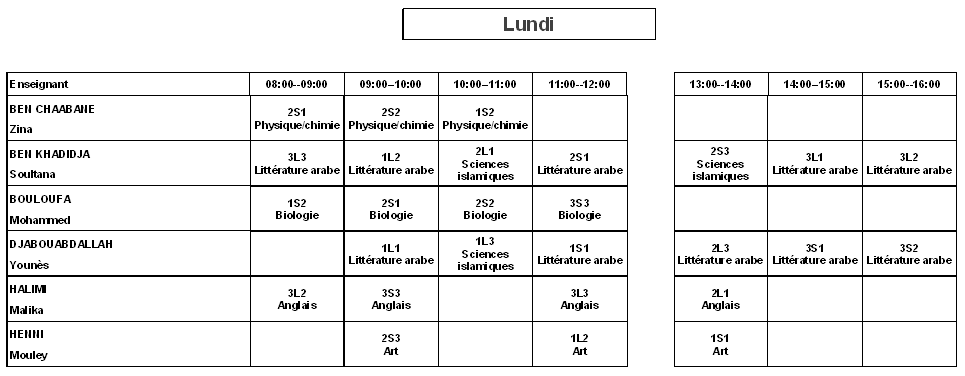 Lundi
Enseignant 08:00--09:00 09:00--10:00 10:00--11:00 11:00--12:00 13:00--14:00 14:00--15:00 15:00--16:00
BEN CHAABANE
Zina
2S1
Physique/chimie
2S2
Physique/chimie
1S2
Physique/chimie
BEN KHADIDJA
Soultana
3L3
Littérature arabe
1L2
Littérature arabe
2L1
Sciences
islamiques
2S1
Littérature arabe
2S3
Sciences
islamiques
3L1
Littérature arabe
3L2
Littérature arabe
BOULOUFA
Mohammed
1S2
Biologie
2S1
Biologie
2S2
Biologie
3S3
Biologie
DJABOUABDALLAH
Younès
1L1
Littérature arabe
1L3
Sciences
islamiques
1S1
Littérature arabe
2L3
Littérature arabe
3S1
Littérature arabe
3S2
Littérature arabe
HALIMI
Malika
3L2
Anglais
3S3
Anglais
3L3
Anglais
2L1
Anglais
HENNI
Mouley
2S3
Art
1L2
Art
1S1
Art